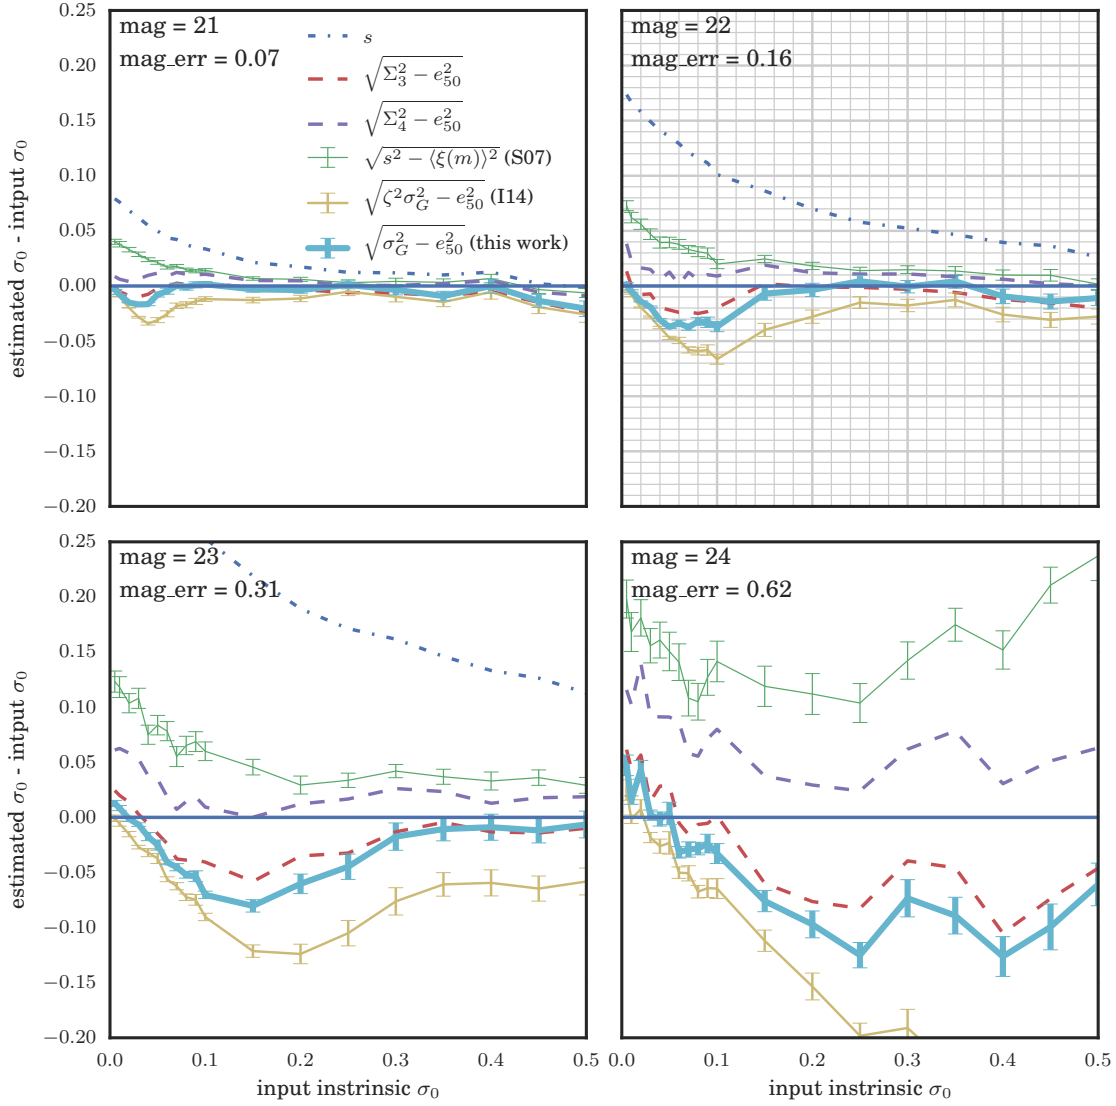 mag = 21
mag_err = 0.07
s
√Σ₃² − e₅₀²
√Σ₄² − e₅₀²
√s² − ⟨ξ(m)⟩² (S07)
√ζ²σ_G² − e₅₀² (I14)
√σ_G² − e₅₀² (this work)
0.25
0.20
0.15
0.10
0.05
0.00
−0.05
−0.10
−0.15
−0.20
estimated σ₀ - intput σ₀
mag = 22
mag_err = 0.16
mag = 23
mag_err = 0.31
0.25
0.20
0.15
0.10
0.05
0.00
−0.05
−0.10
−0.15
−0.20
estimated σ₀ - intput σ₀
0.0 0.1 0.2 0.3 0.4 0.5
input instrinsic σ₀
mag = 24
mag_err = 0.62
0.0 0.1 0.2 0.3 0.4 0.5
input instrinsic σ₀